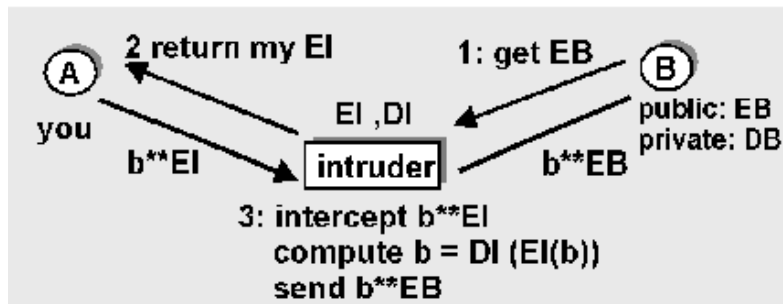 2 return my EI
1: get EB
A
B
you
EI ,DI
public: EB
private: DB
b**EI
intruder
b**EB
3: intercept b**EI
compute b = DI (EI(b))
send b**EB